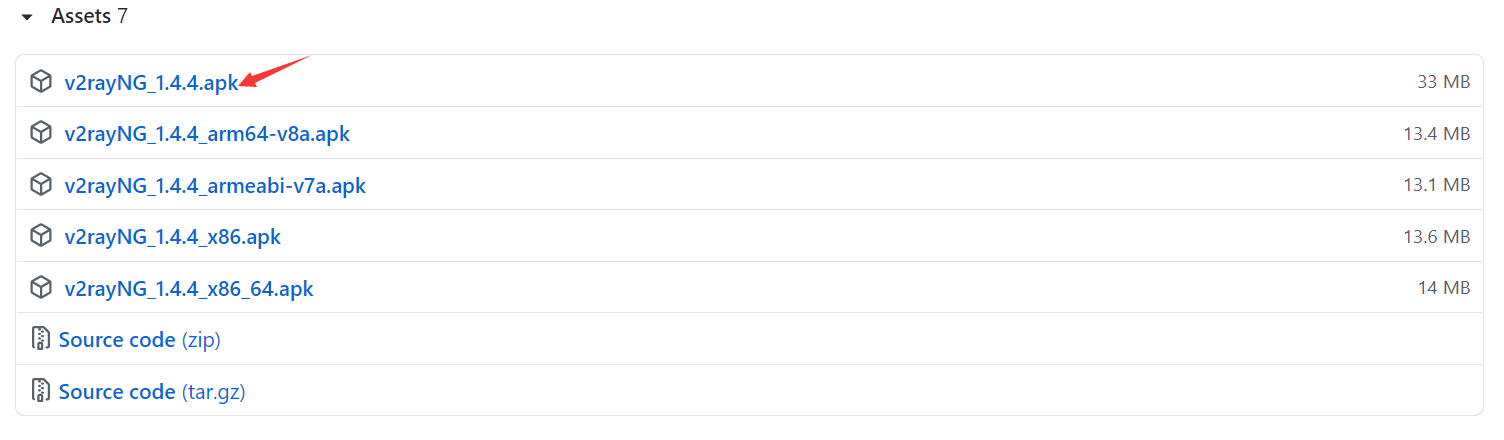 Assets 7
v2rayNG_1.4.4.apk 33 MB
v2rayNG_1.4.4_arm64-v8a.apk 13.4 MB
v2rayNG_1.4.4_armeabi-v7a.apk 13.1 MB
v2rayNG_1.4.4_x86.apk 13.6 MB
v2rayNG_1.4.4_x86_64.apk 14 MB
Source code (zip)
Source code (tar.gz)